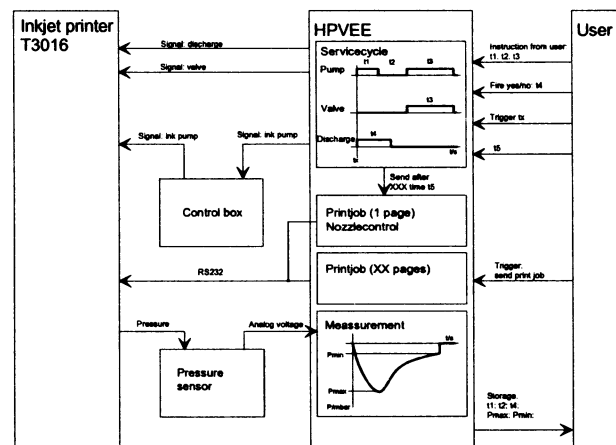 Inkjet printer
T3016
HPVEE
User
Signal: discharge
Signal: valve
Signal: ink pump
Signal: ink pump
Control box
RS232
Pressure
Analog voltage
Pressure
sensor
Servicecycle
t1
t2
t3
Pump
Valve
t3
Discharge
t4
t/s
tx
Send after
XXX time t5
Printjob (1 page)
Nozzlecontrol
Printjob (XX pages)
Meassurement
t/s
Pmin
Pmax
P/mbar
Instruction from user
t1: t2: t3
Fire yes/no: t4
Trigger tx
t5
Trigger:
send print job
Storage:
t1: t2: t4:
Pmax: Pmin: